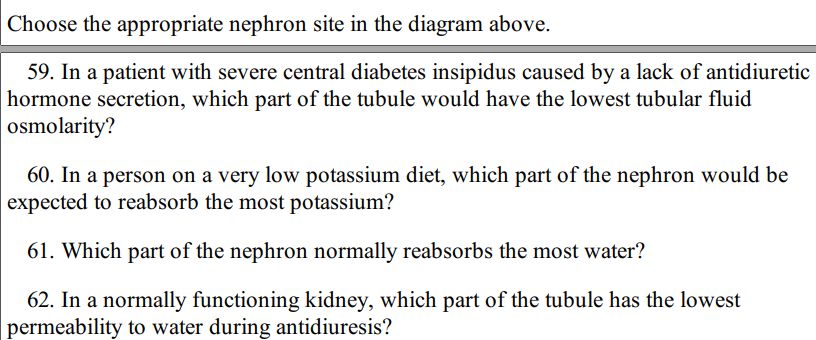 Choose the appropriate nephron site in the diagram above.
59. In a patient with severe central diabetes insipidus caused by a lack of antidiuretic
hormone secretion, which part of the tubule would have the lowest tubular fluid
osmolarity?
60. In a person on a very low potassium diet, which part of the nephron would be
expected to reabsorb the most potassium?
61. Which part of the nephron normally reabsorbs the most water?
62. In a normally functioning kidney, which part of the tubule has the lowest
permeability to water during antidiuresis?